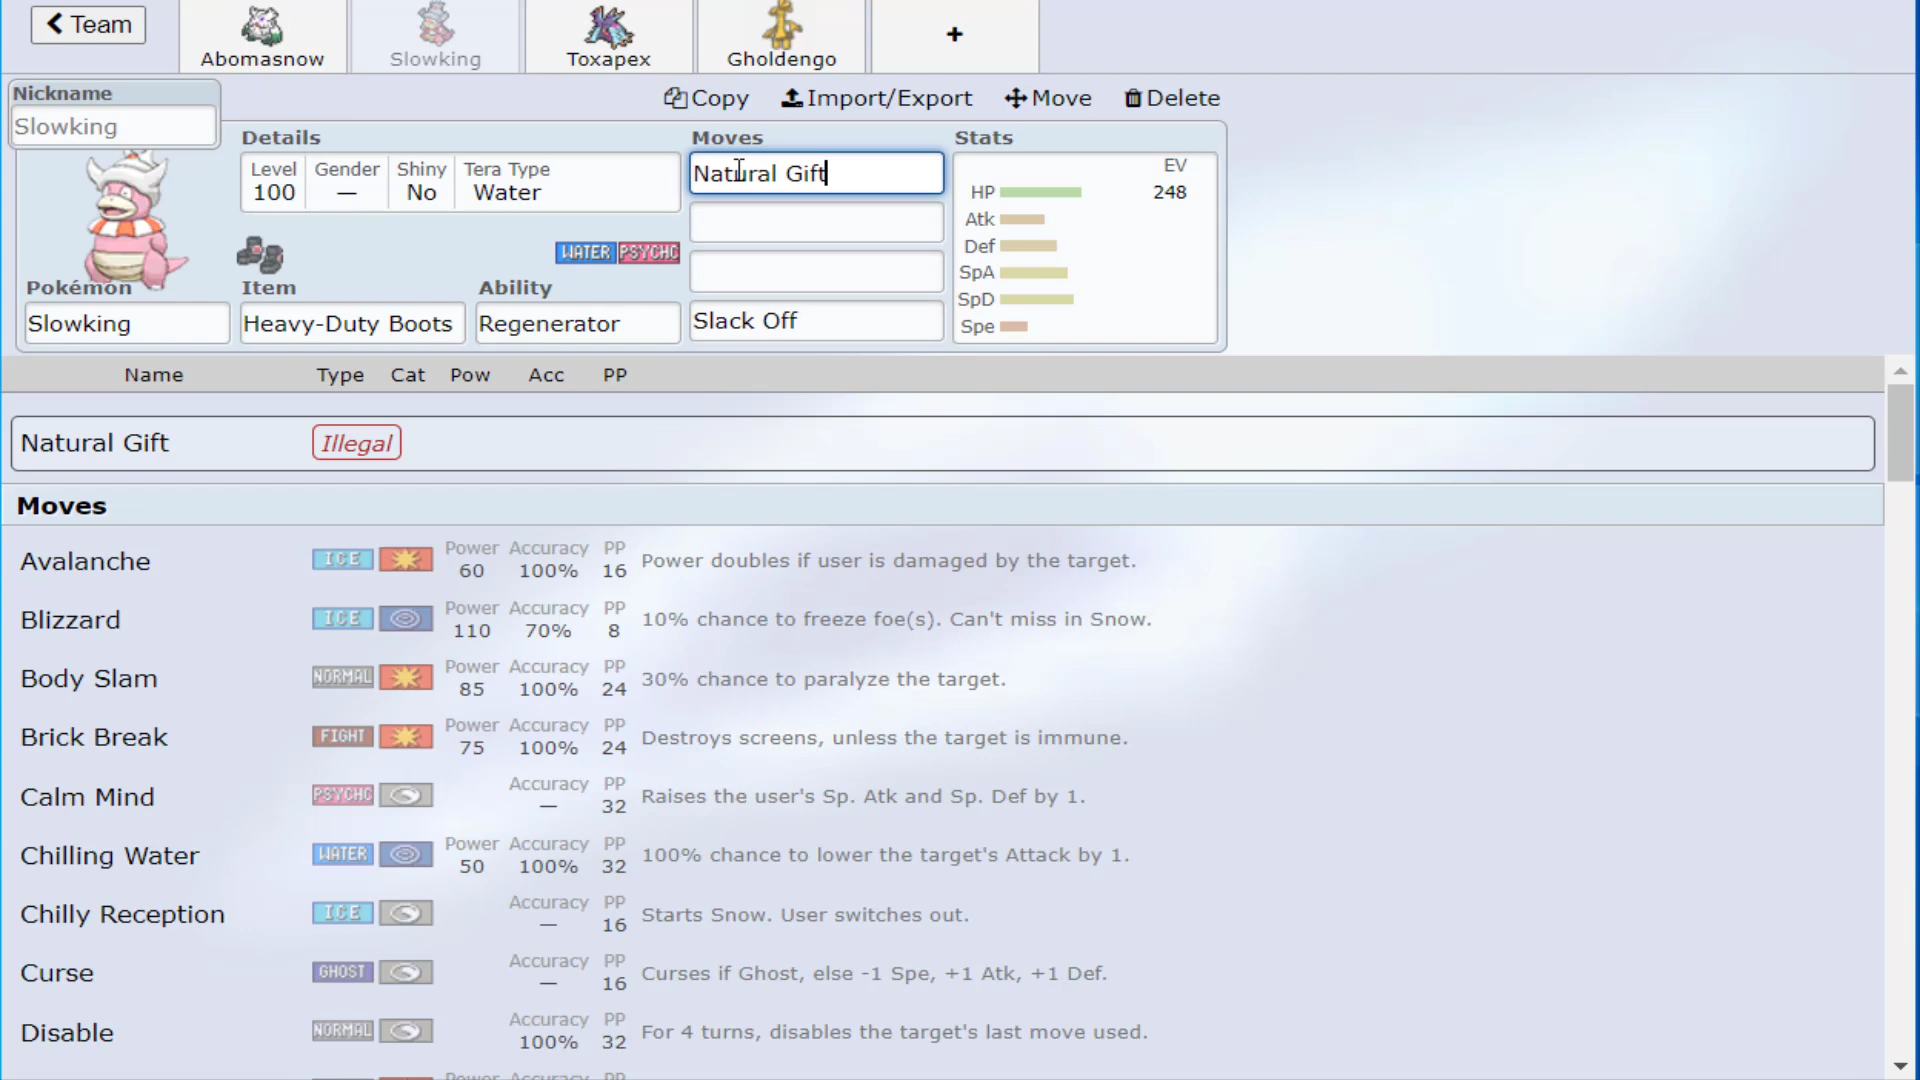 Team
Abomasnow
Slowking
Toxapex
Gholdengo
+
Nickname
Slowking
Copy
Import/Export
Move
Delete
Details
Level
100
Gender
—
Shiny
No
Tera Type
Water
WATER PSYCHC
Pokémon
Slowking
Item
Heavy-Duty Boots
Ability
Regenerator
Moves
Natural Gift
Slack Off
Stats
EV
HP 248
Atk
Def
SpA
SpD
Spe
Name Type Cat Pow Acc PP
Natural Gift Illegal
Moves
Power Accuracy PP
Avalanche ICE 60 100% 16 Power doubles if user is damaged by the target.
Power Accuracy PP
Blizzard ICE 110 70% 8 10% chance to freeze foe(s). Can't miss in Snow.
Power Accuracy PP
Body Slam NORMAL 85 100% 24 30% chance to paralyze the target.
Power Accuracy PP
Brick Break FIGHT 75 100% 24 Destroys screens, unless the target is immune.
Accuracy PP
Calm Mind PSYCHC — 32 Raises the user's Sp. Atk and Sp. Def by 1.
Power Accuracy PP
Chilling Water WATER 50 100% 32 100% chance to lower the target's Attack by 1.
Accuracy PP
Chilly Reception ICE — 16 Starts Snow. User switches out.
Accuracy PP
Curse GHOST — 16 Curses if Ghost, else -1 Spe, +1 Atk, +1 Def.
Accuracy PP
Disable NORMAL 100% 32 For 4 turns, disables the target's last move used.
Power Accuracy PP